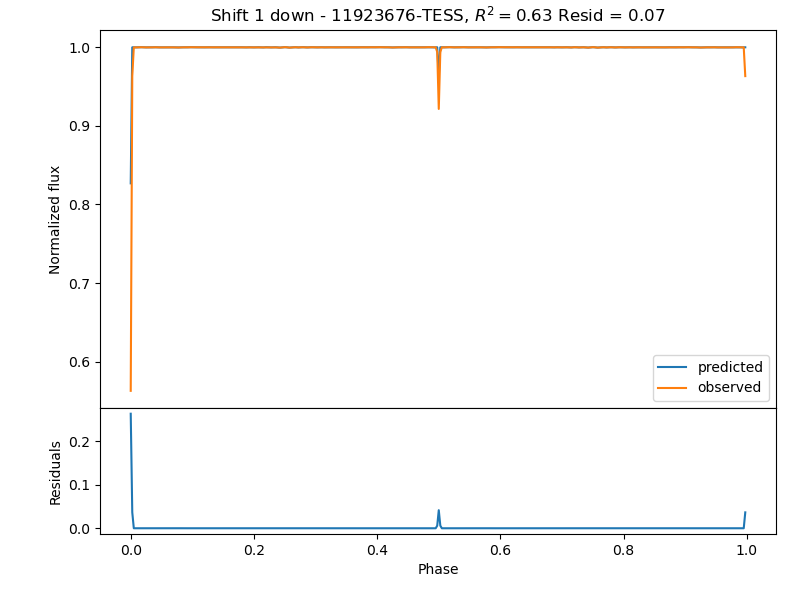 Shift 1 down - 11923676-TESS, $R^2 = 0.63$ Resid = 0.07
Normalized flux
1.0
0.9
0.8
0.7
0.6
predicted
observed
Residuals
0.2
0.1
0.0
0.0
0.2
0.4
0.6
0.8
1.0
Phase